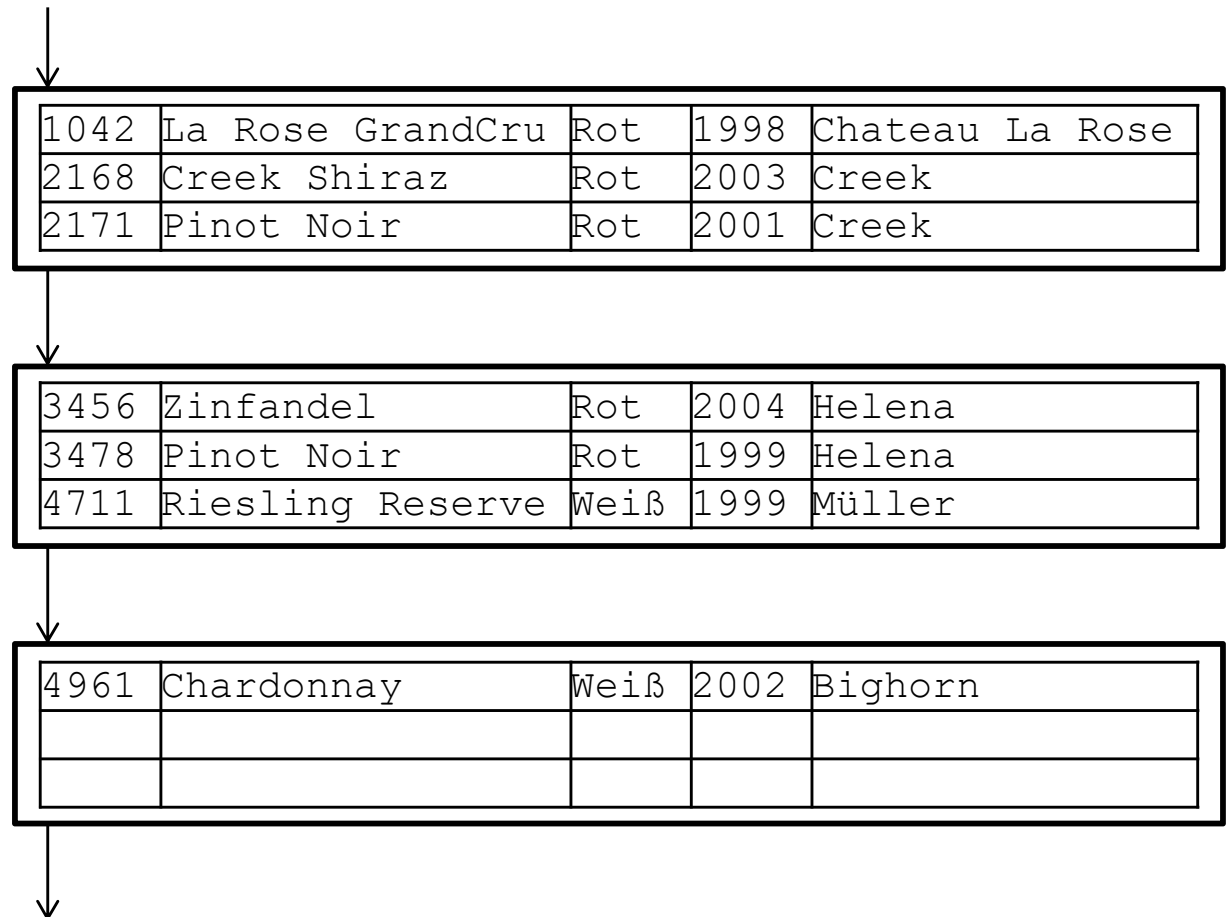 1042 La Rose GrandCru Rot 1998 Chateau La Rose
2168 Creek Shiraz Rot 2003 Creek
2171 Pinot Noir Rot 2001 Creek
3456 Zinfandel Rot 2004 Helena
3478 Pinot Noir Rot 1999 Helena
4711 Riesling Reserve Weiß 1999 Müller
4961 Chardonnay Weiß 2002 Bighorn